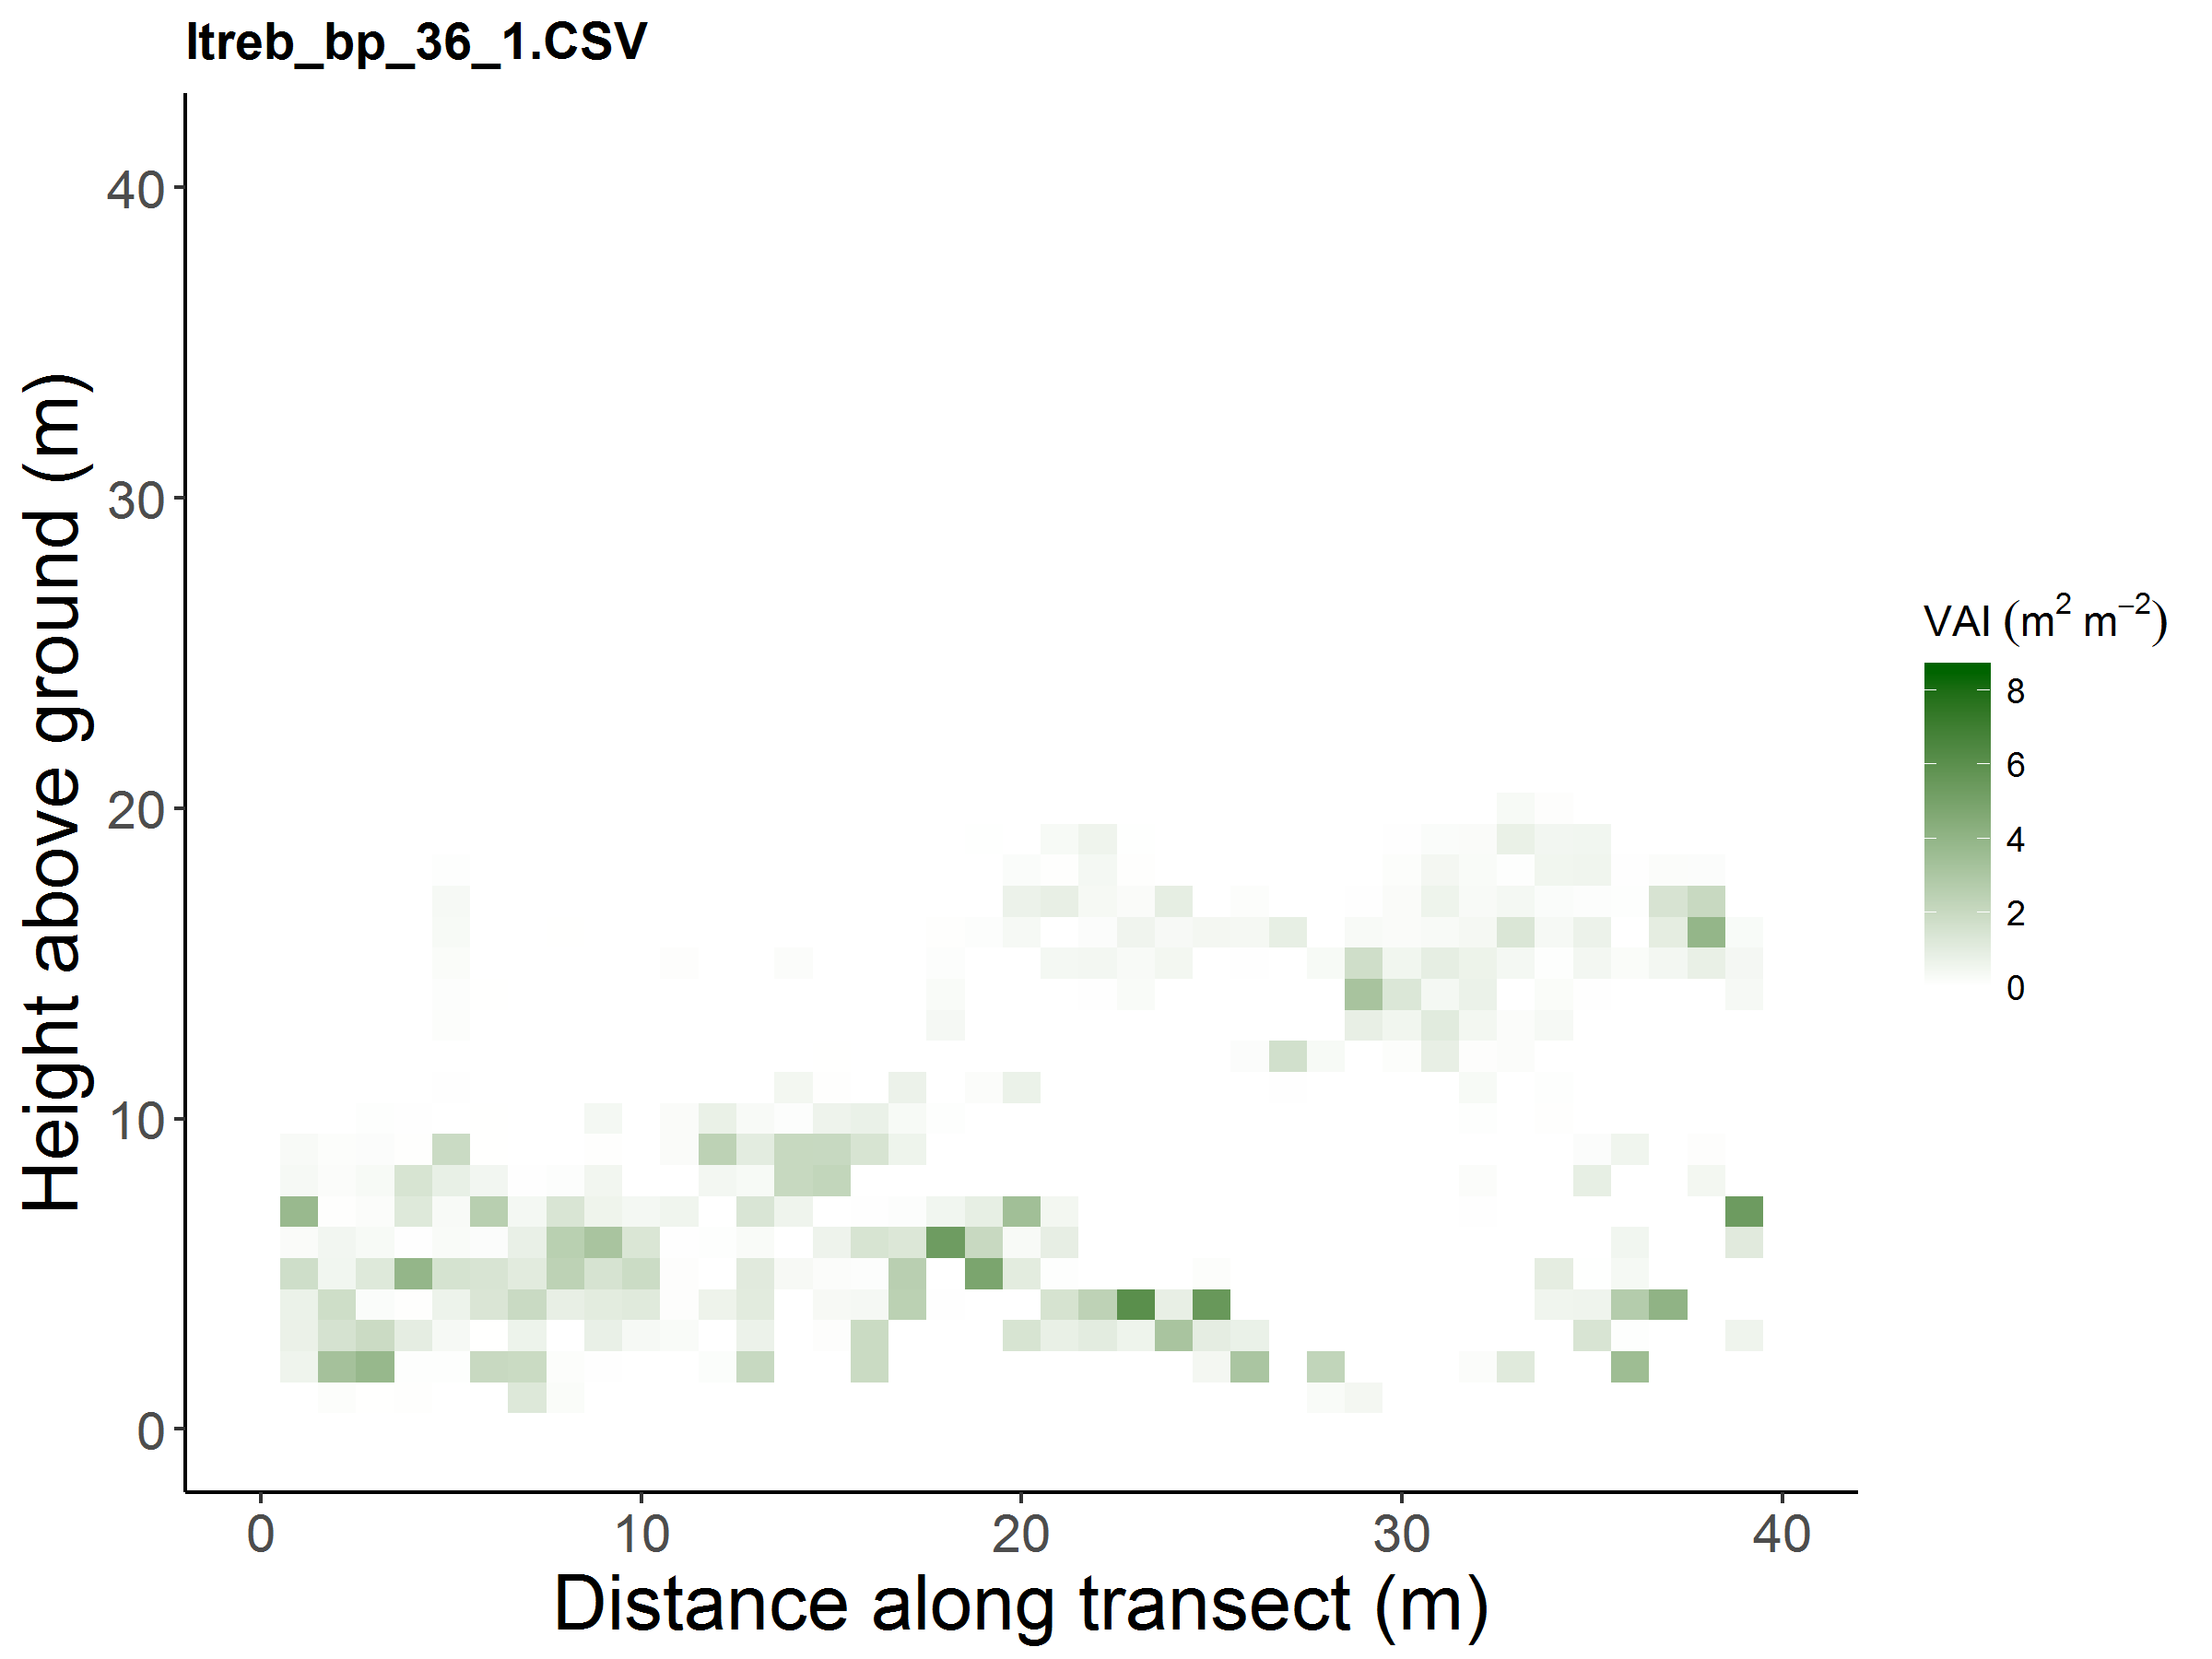 ltreb_bp_36_1.CSV
Height above ground (m)
40
30
20
10
0
0 10 20 30 40
Distance along transect (m)
VAI (m² m⁻²)
8
6
4
2
0